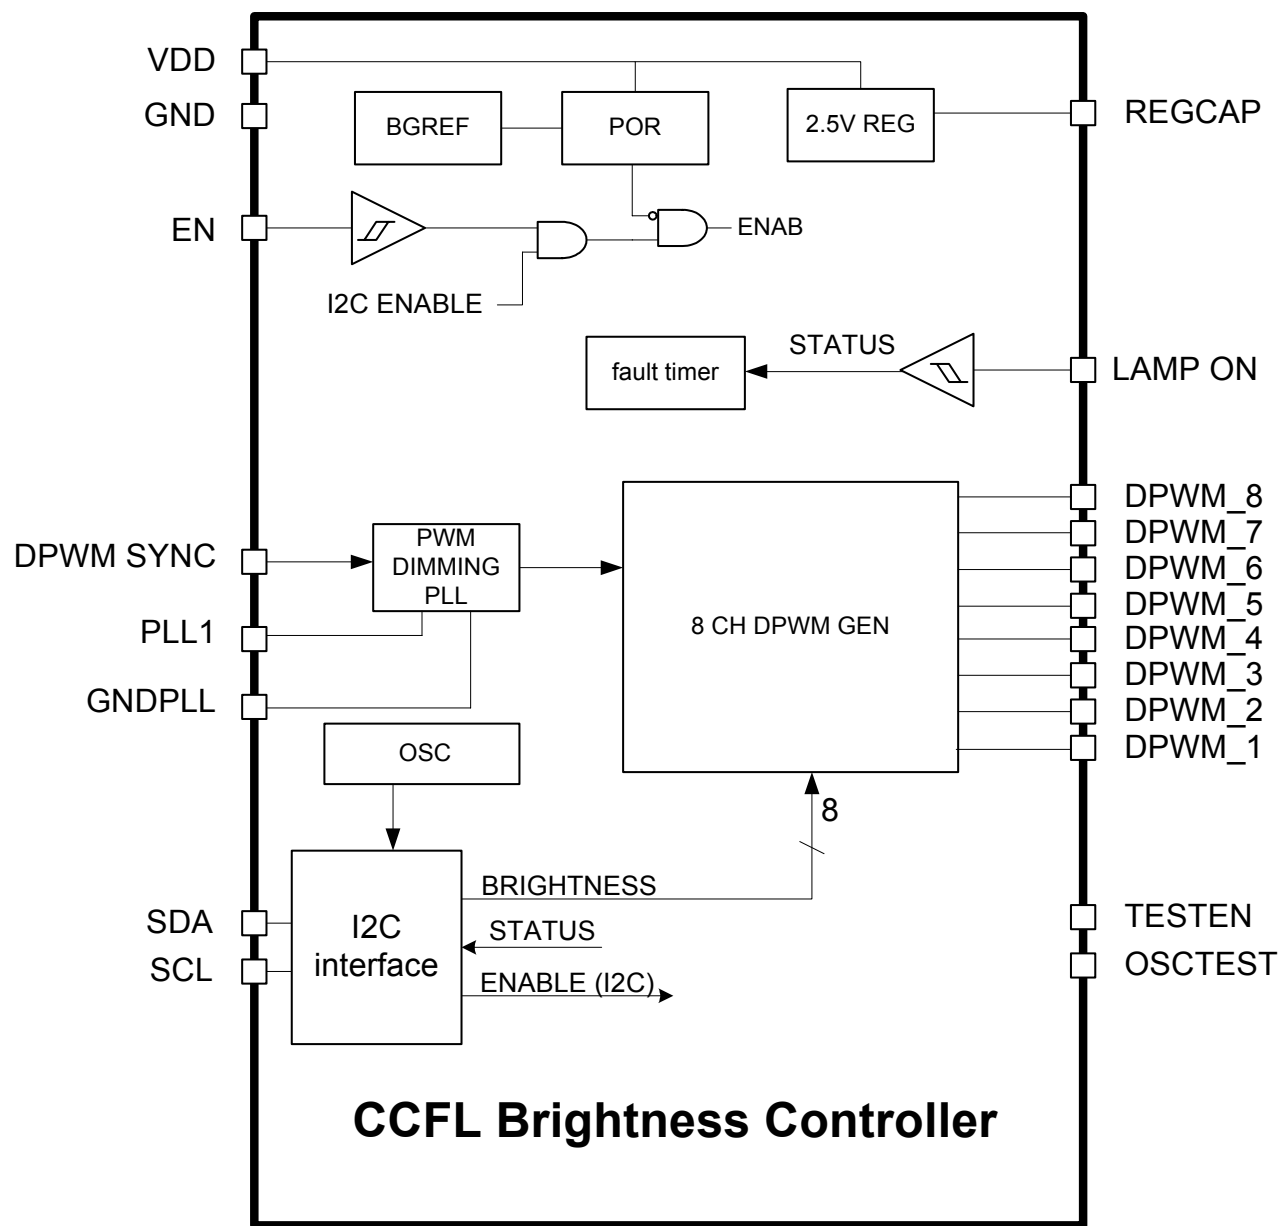 VDD
GND
BGREF
POR
2.5V REG
REGCAP
EN
ENAB
I2C ENABLE
STATUS
fault timer
LAMP ON
DPWM_8
DPWM_7
DPWM_6
DPWM_5
DPWM_4
DPWM_3
DPWM_2
DPWM_1
DPWM SYNC
PWM
DIMMING
PLL
8 CH DPWM GEN
PLL1
GNDPLL
OSC
8
BRIGHTNESS
SDA
I2C
interface
STATUS
SCL
ENABLE (I2C)
TESTEN
OSCTEST
CCFL Brightness Controller